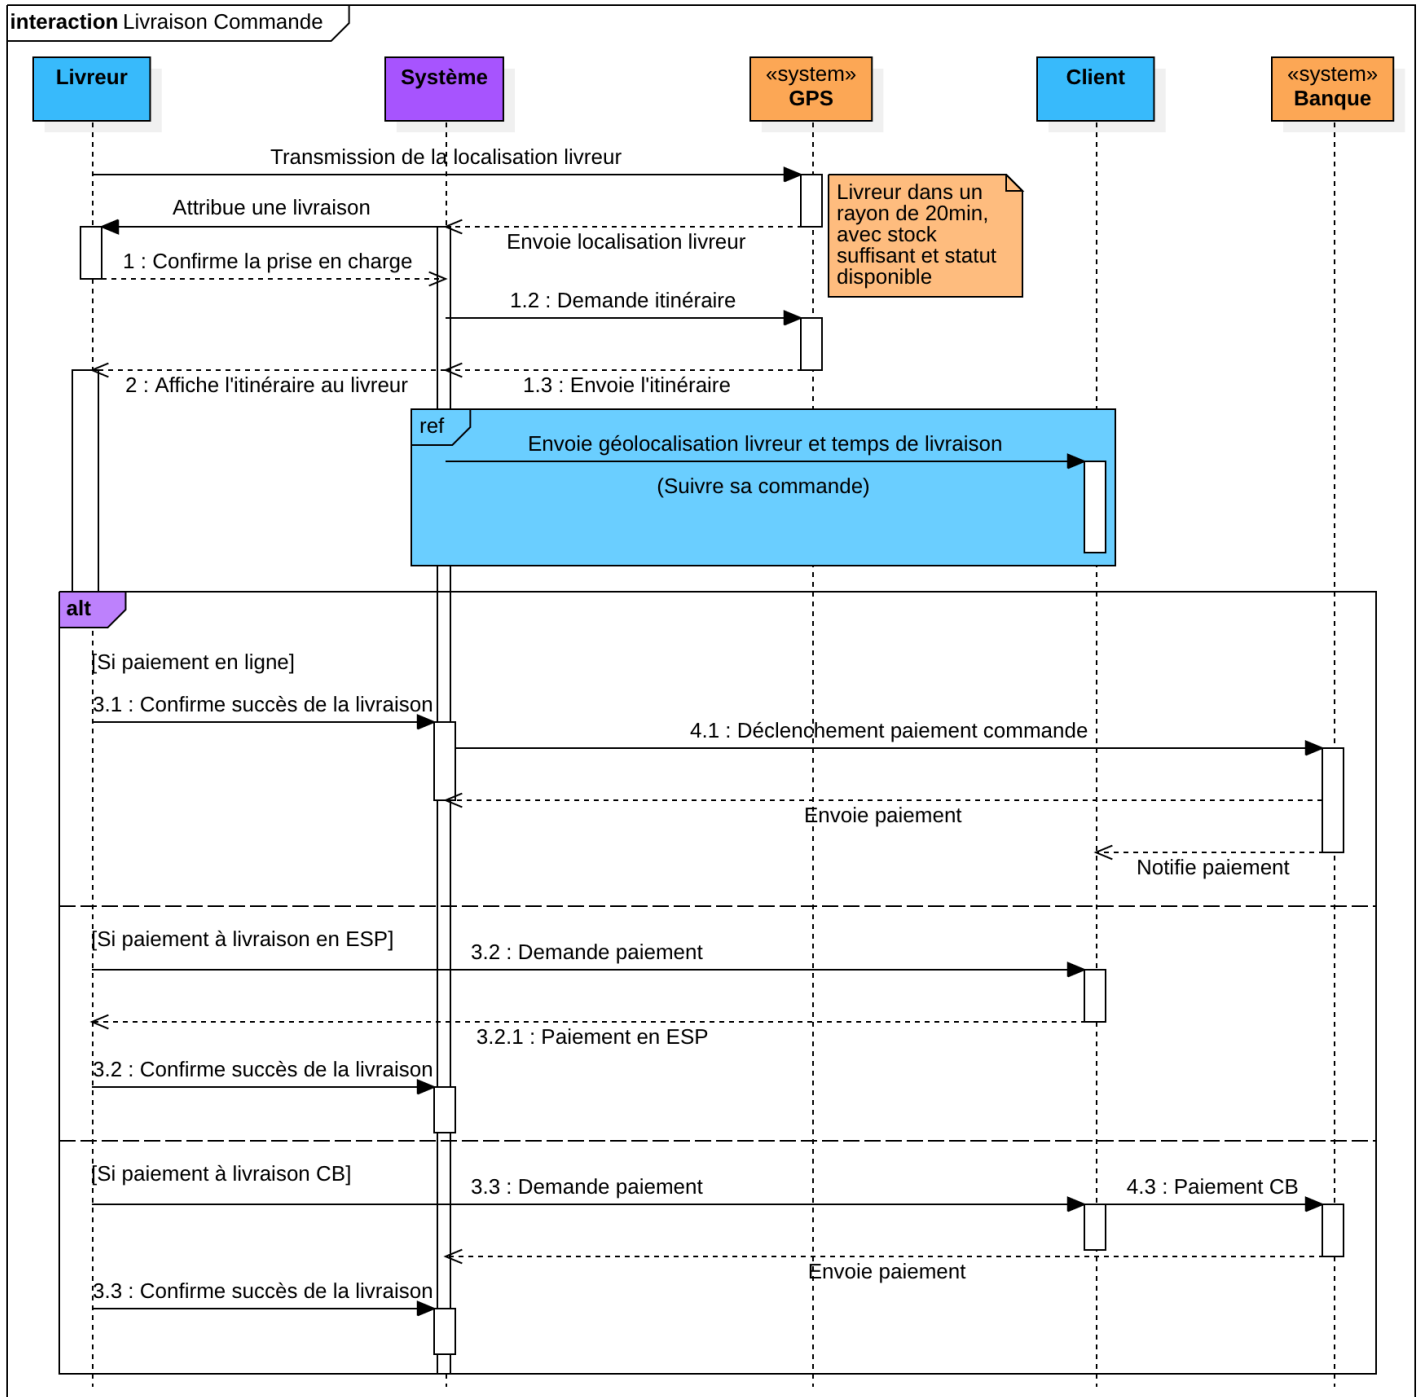 interaction Livraison Commande
Livreur
Système
«system»
GPS
Client
«system»
Banque
Transmission de la localisation livreur
Livreur dans un
rayon de 20min,
avec stock
suffisant et statut
disponible
Attribue une livraison
Envoie localisation livreur
1 : Confirme la prise en charge
1.2 : Demande itinéraire
2 : Affiche l'itinéraire au livreur
1.3 : Envoie l'itinéraire
ref
Envoie géolocalisation livreur et temps de livraison
(Suivre sa commande)
alt
[Si paiement en ligne]
3.1 : Confirme succès de la livraison
4.1 : Déclenchement paiement commande
Envoie paiement
Notifie paiement
[Si paiement à livraison en ESP]
3.2 : Demande paiement
3.2.1 : Paiement en ESP
3.2 : Confirme succès de la livraison
[Si paiement à livraison CB]
3.3 : Demande paiement
4.3 : Paiement CB
Envoie paiement
3.3 : Confirme succès de la livraison